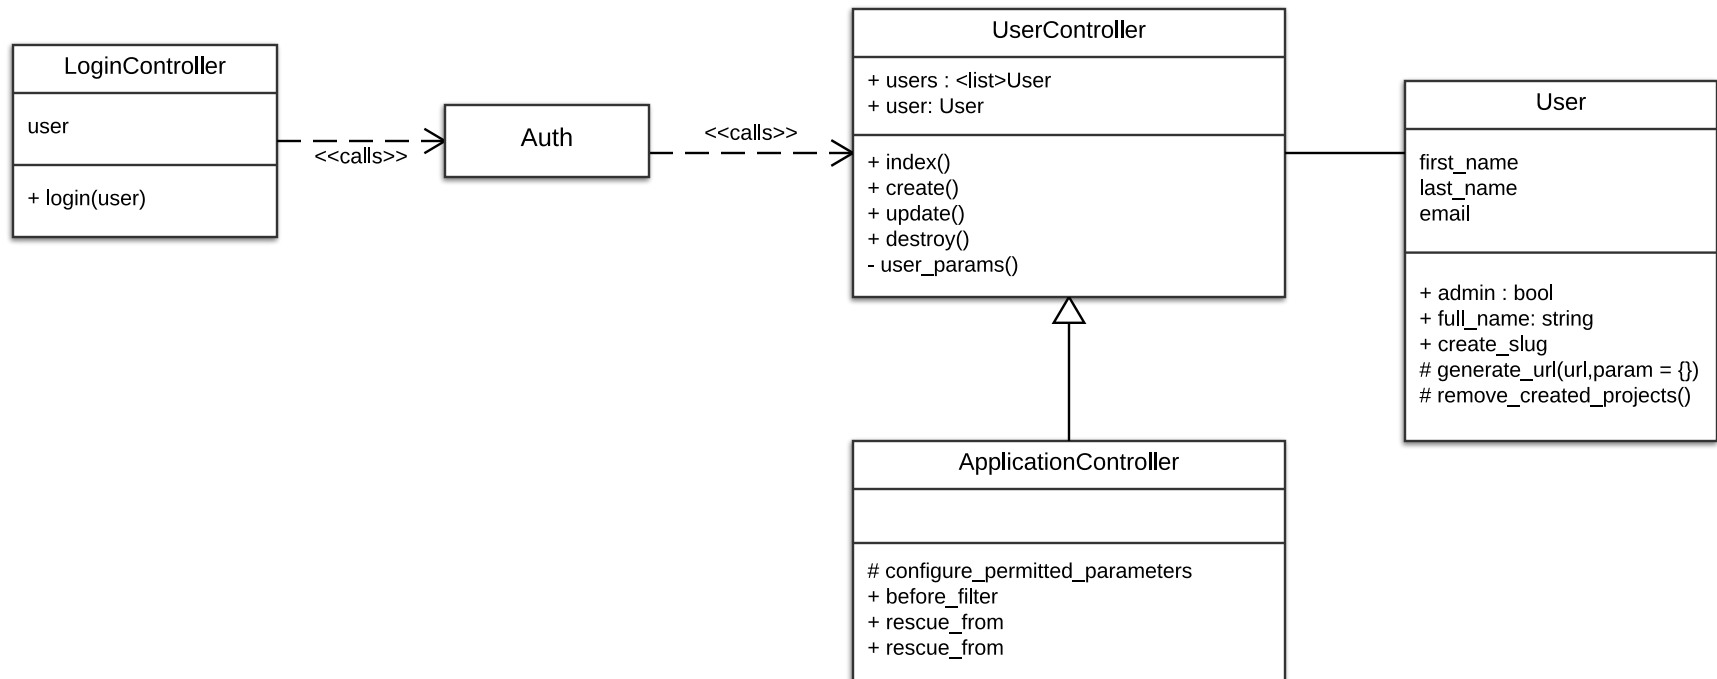 LoginController
user
+ login(user)
<<calls>>
Auth
<<calls>>
UserController
+ users : <list>User
+ user: User
+ index()
+ create()
+ update()
+ destroy()
- user_params()
User
first_name
last_name
email
+ admin : bool
+ full_name: string
+ create_slug
# generate_url(url,param = {})
# remove_created_projects()
ApplicationController
# configure_permitted_parameters
+ before_filter
+ rescue_from
+ rescue_from